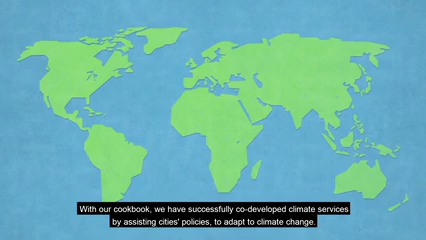 With our cookbook, we have successfully co-developed climate services
by assisting cities' policies, to adapt to climate change.